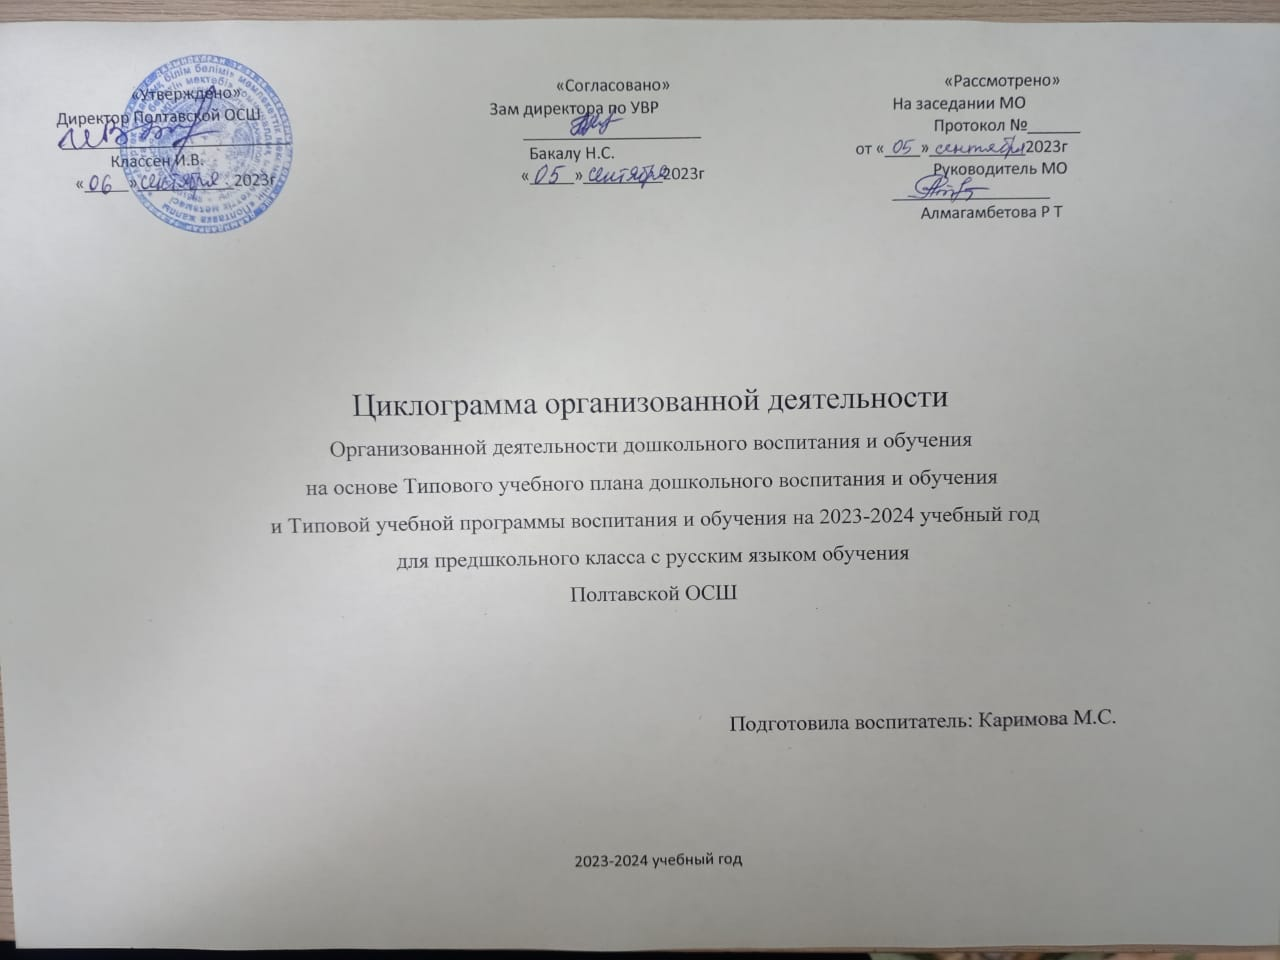 «Утверждено»
Директор Полтавской ОСШ
Классен И.В.
«06» сентября 2023г
«Согласовано»
Зам директора по УВР
Бакалу Н.С.
«05» сентября 2023г
«Рассмотрено»
На заседании МО
Протокол №______
от «05» сентября 2023г
Руководитель МО
Алмагамбетова Р Т
Циклограмма организованной деятельности
Организованной деятельности дошкольного воспитания и обучения
на основе Типового учебного плана дошкольного воспитания и обучения
и Типовой учебной программы воспитания и обучения на 2023-2024 учебный год
для предшкольного класса с русским языком обучения
Полтавской ОСШ
Подготовила воспитатель: Каримова М.С.
2023-2024 учебный год